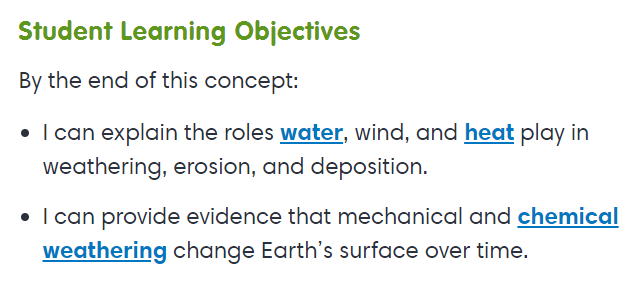 Student Learning Objectives
By the end of this concept:
• I can explain the roles water, wind, and heat play in
weathering, erosion, and deposition.
• I can provide evidence that mechanical and chemical
weathering change Earth’s surface over time.